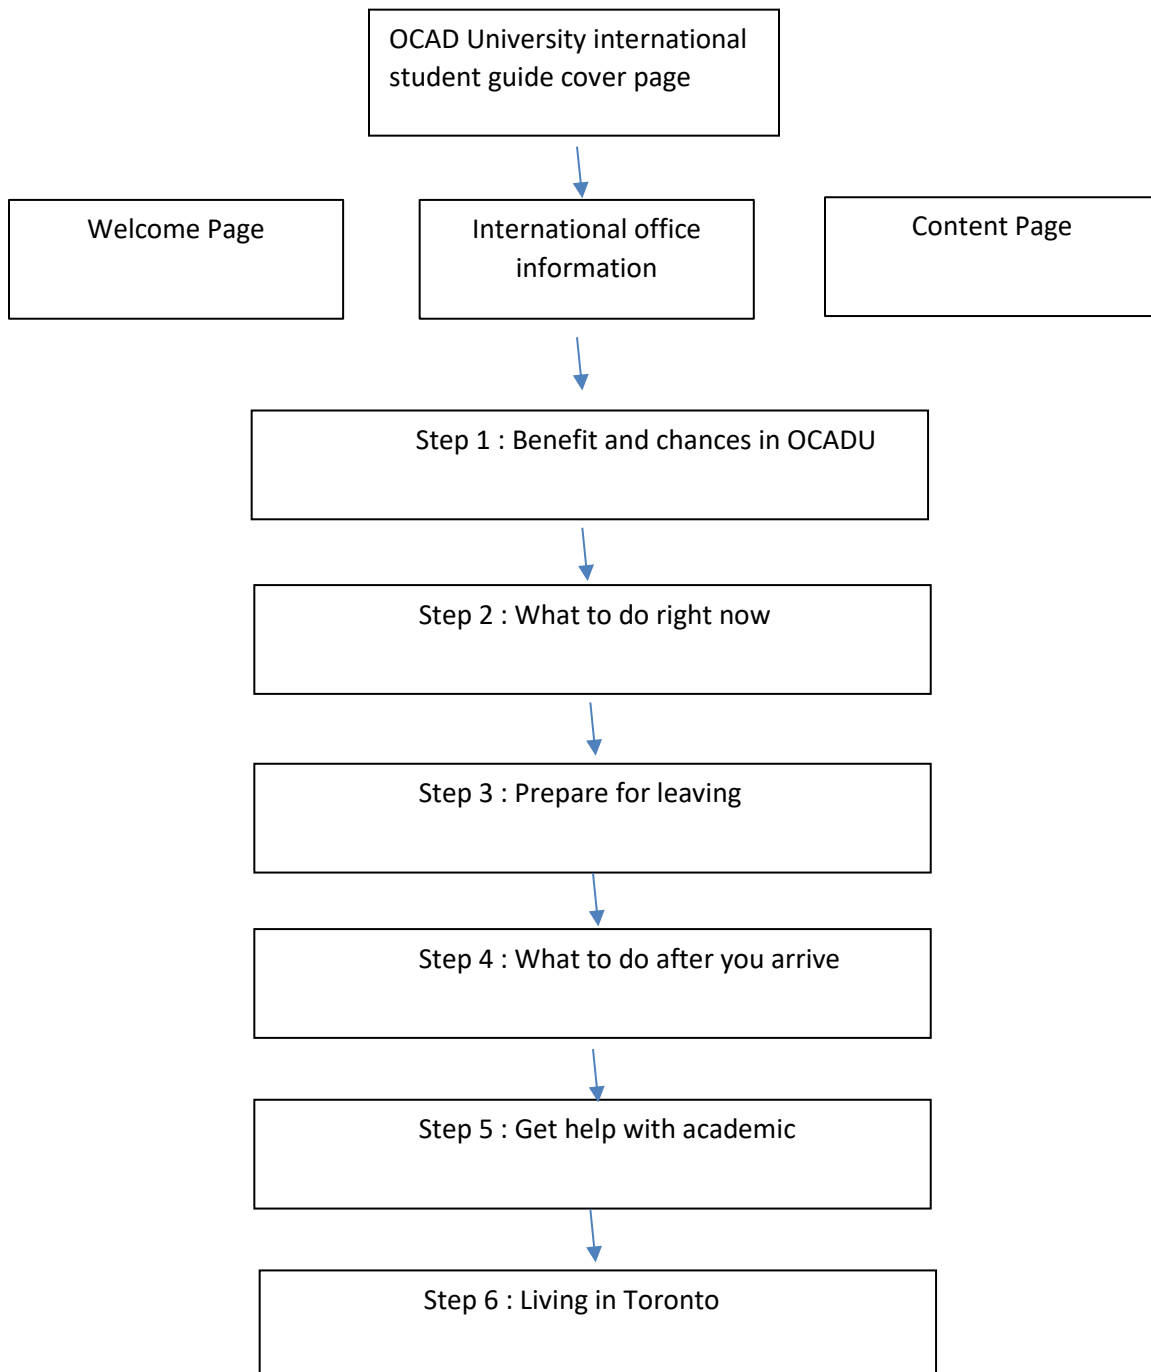 OCAD University international
student guide cover page
Welcome Page
International office
information
Content Page
Step 1 : Benefit and chances in OCADU
Step 2 : What to do right now
Step 3 : Prepare for leaving
Step 4 : What to do after you arrive
Step 5 : Get help with academic
Step 6 : Living in Toronto